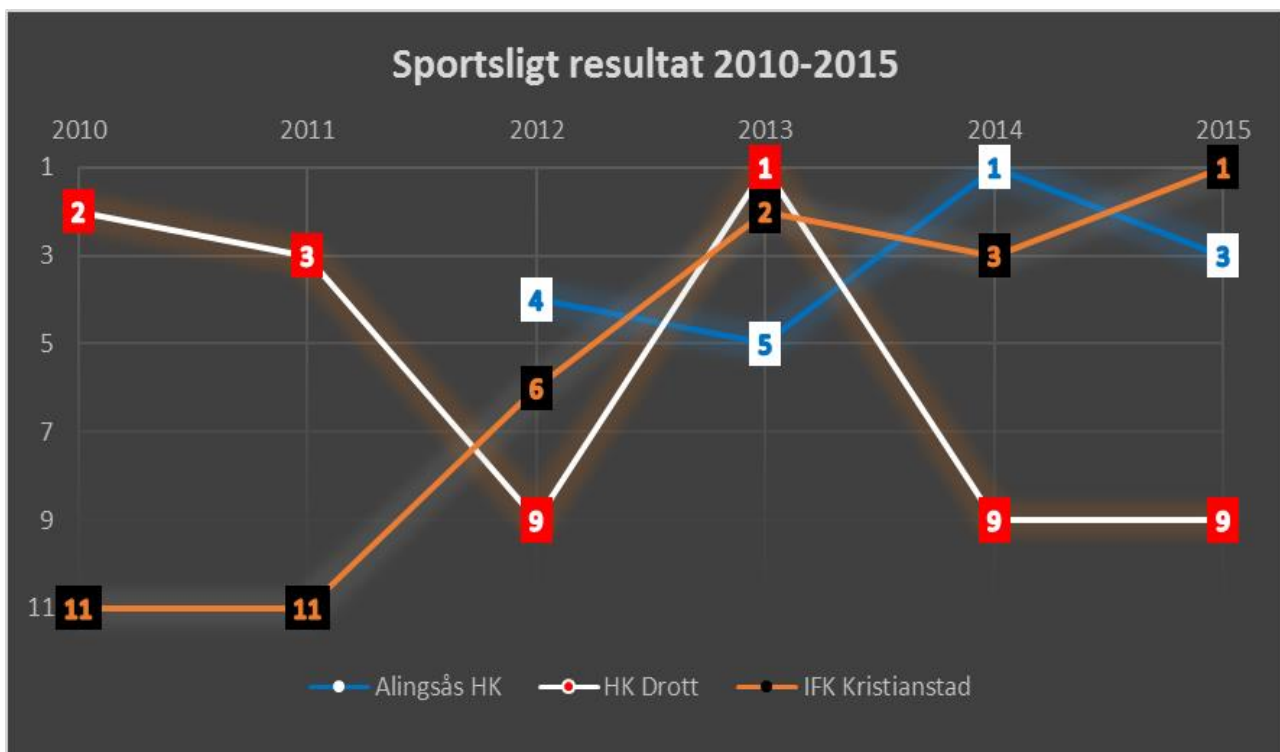 Sportsligt resultat 2010-2015
2010 2011 2012 2013 2014 2015
1 1 1 1
2 2
3 3 3 3
4
5 5
6
7
9 9 9 9
11 11 11
Alingsås HK HK Drott IFK Kristianstad